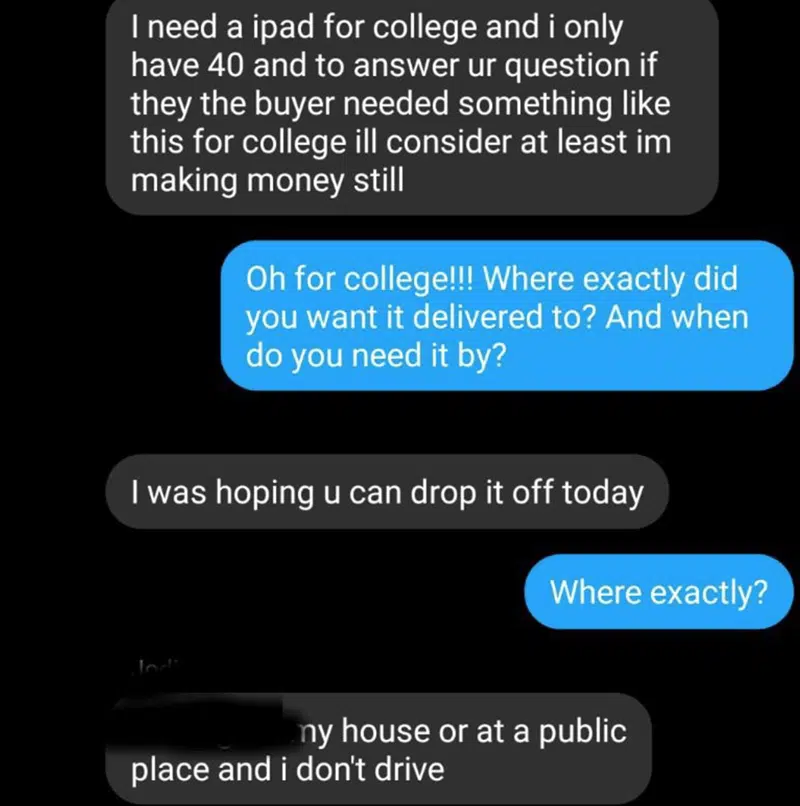 I need a ipad for college and i only
have 40 and to answer ur question if
they the buyer needed something like
this for college ill consider at least im
making money still
Oh for college!!! Where exactly did
you want it delivered to? And when
do you need it by?
I was hoping u can drop it off today
Where exactly?
my house or at a public
place and i don't drive